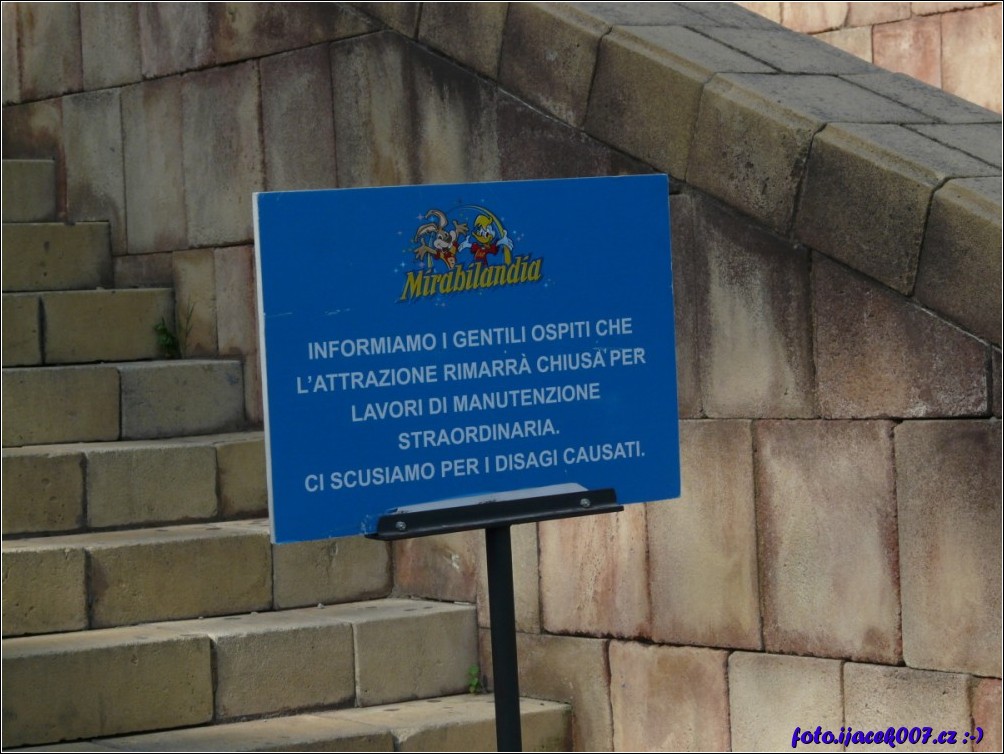 Mirabilandia
INFORMIAMO I GENTILI OSPITI CHE
L'ATTRAZIONE RIMARRÀ CHIUSA PER
LAVORI DI MANUTENZIONE
STRAORDINARIA.
CI SCUSIAMO PER I DISAGI CAUSATI.
foto.ijacek007.cz :-)